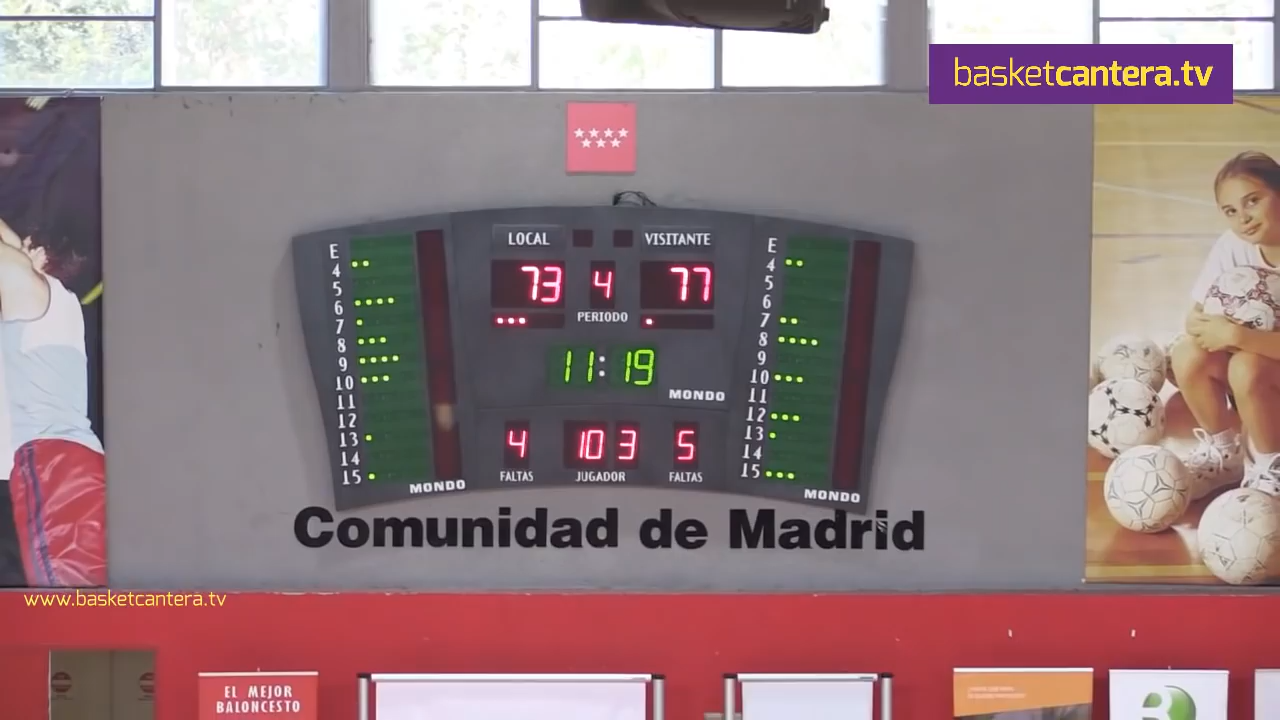 basketcantera.tv
LOCAL VISITANTE
73 4 77
PERIODO
11:19
MONDO
4 10 3 5
FALTAS JUGADOR FALTAS
E
4
5
6
7
8
9
10
11
12
13
14
15
MONDO
E
4
5
6
7
8
9
10
11
12
13
14
15
MONDO
Comunidad de Madrid
www.basketcantera.tv
EL MEJOR
BALONCESTO